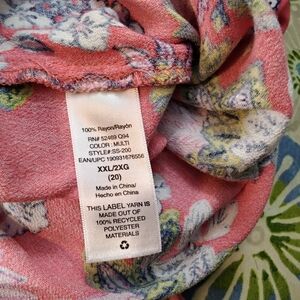 100% Rayon/Rayón
RN# 52469 Q94
COLOR : MULTI
STYLE#:SS-200
EAN/UPC 190931676556
XXL/2XG
(20)
Made in China/
Hecho en China
THIS LABEL YARN IS
MADE OUT OF
100% RECYCLED
POLYESTER
MATERIALS